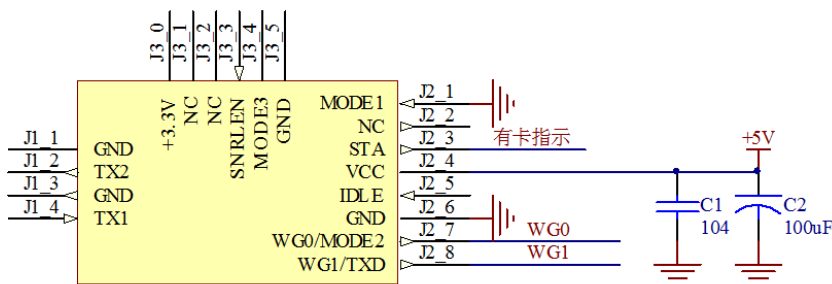 J3_0
J3_1
J3_2
J3_3
J3_4
J3_5
+3.3V
NC
NC
SNRLEN
MODE3
GND
J1_1 GND
J1_2 TX2
J1_3 GND
J1_4 TX1
MODE1 J2_1
NC J2_2
STA J2_3 有卡指示
VCC J2_4 +5V
IDLE J2_5
GND J2_6
WG0/MODE2 J2_7 WG0
WG1/TXD J2_8 WG1
C1
104
C2
100uF